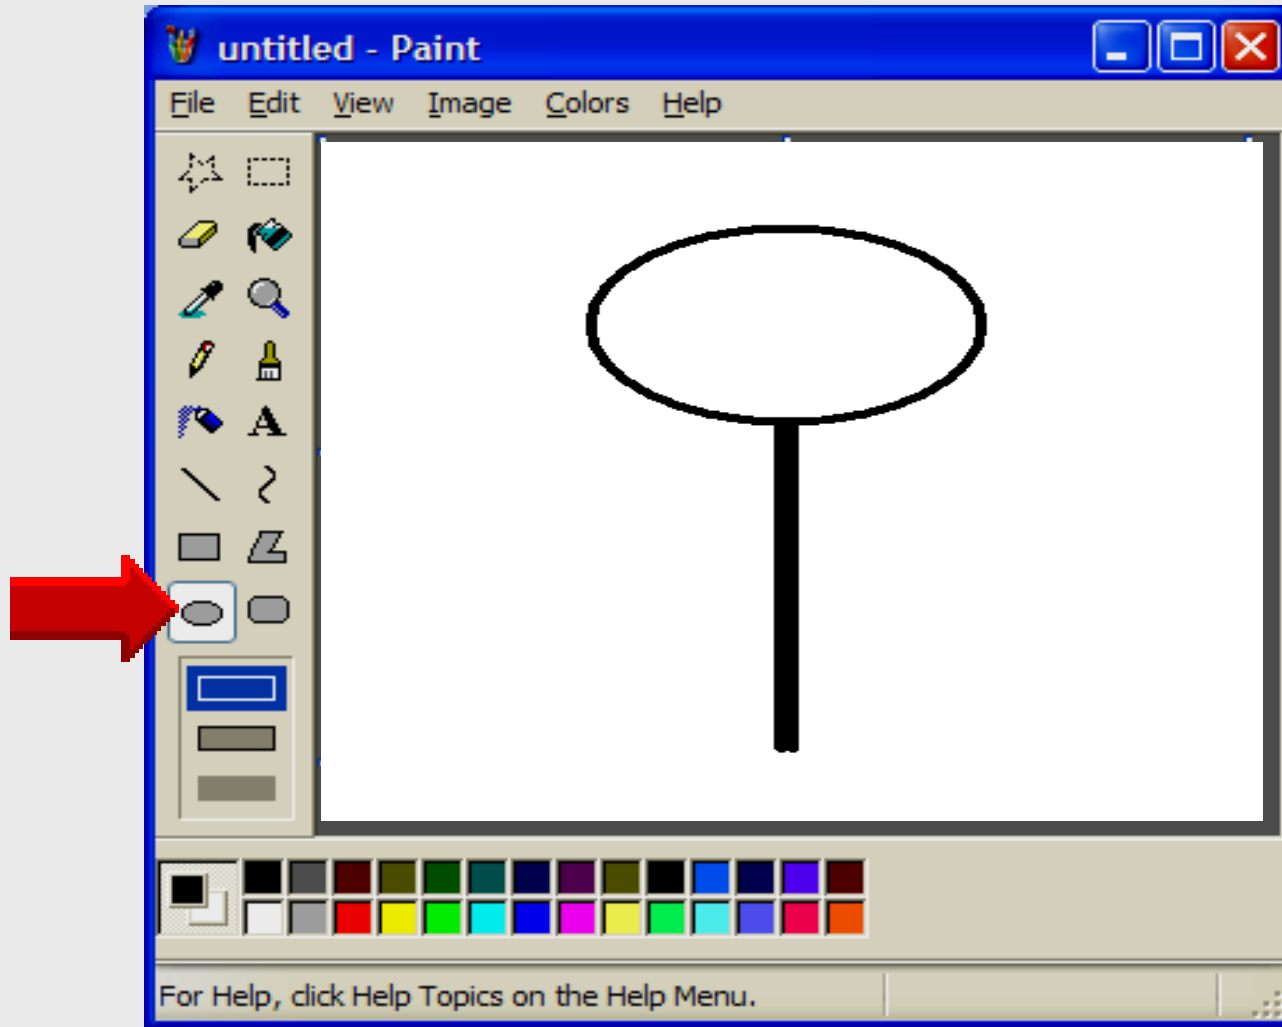 untitled - Paint
File Edit View Image Colors Help
A
For Help, click Help Topics on the Help Menu.